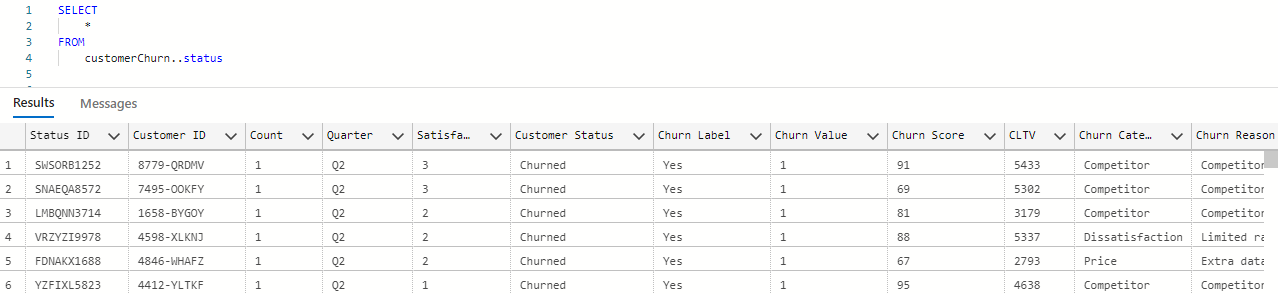 1 SELECT
2 *
3 FROM
4 customerChurn..status
5
Results Messages
Status ID Customer ID Count Quarter Satisfa… Customer Status Churn Label Churn Value Churn Score CLTV Churn Cate… Churn Reason
1 SWSORB1252 8779-QRDMV 1 Q2 3 Churned Yes 1 91 5433 Competitor Competitor
2 SNAEQA8572 7495-OOKFY 1 Q2 3 Churned Yes 1 69 5302 Competitor Competitor
3 LMBQNN3714 1658-BYGOY 1 Q2 2 Churned Yes 1 81 3179 Competitor Competitor
4 VRZYZI9978 4598-XLKNJ 1 Q2 2 Churned Yes 1 88 5337 Dissatisfaction Limited ra
5 FDNAKX1688 4846-WHAFZ 1 Q2 2 Churned Yes 1 67 2793 Price Extra data
6 YZFIXL5823 4412-YLTKF 1 Q2 1 Churned Yes 1 95 4638 Competitor Competitor